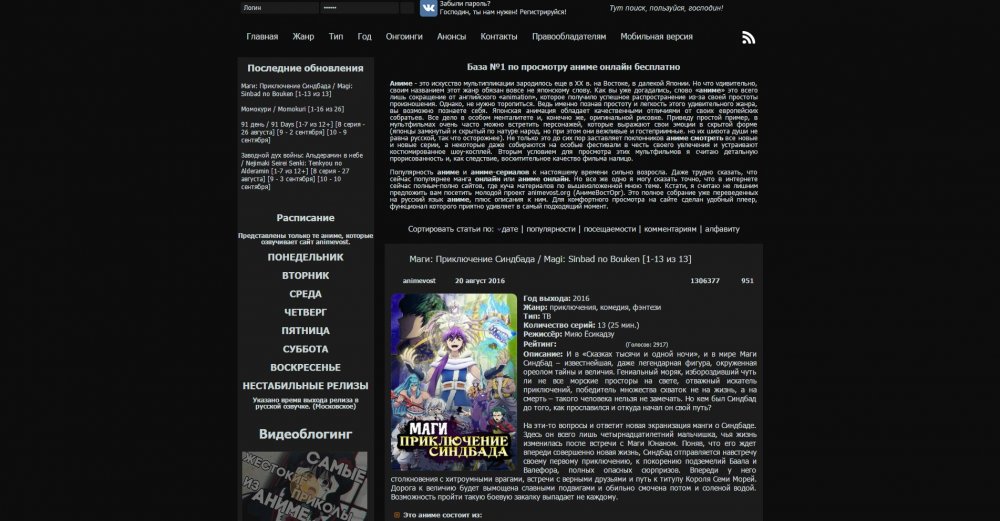 Логин
••••••
Забыли пароль?
Господин, ты нам нужен! Регистрируйся!
Тут поиск, пользуйся, господин!
Главная Жанр Тип Год Онгоинги Анонсы Контакты Правообладателям Мобильная версия
Последние обновления
Маги: Приключение Синдбада / Magi:
Sinbad no Bouken [1-13 из 13]
Момокури / Momokuri [1-16 из 26]
91 день / 91 Days [1-7 из 12+] [8 серия -
26 августа] [9 - 2 сентября] [10 - 9
сентября]
Заводной дух войны: Альдерамин в небе
/ Nejimaki Seirei Senki: Tenkyou no
Alderamin [1-7 из 13+] [8 серия - 27
августа] [9 - 3 сентября] [10 - 10
сентября]
Расписание
Представлены только те аниме, которые
озвучивает сайт animevost.
ПОНЕДЕЛЬНИК
ВТОРНИК
СРЕДА
ЧЕТВЕРГ
ПЯТНИЦА
СУББОТА
ВОСКРЕСЕНЬЕ
НЕСТАБИЛЬНЫЕ РЕЛИЗЫ
Указано время выхода релиза в
русской озвучке. (Московское)
Видеоблогинг
САМЫЕ
ЖЕСТОКИЕ
ПРИКОЛЫ
ИЗ
АНИМЕ
База №1 по просмотру аниме онлайн бесплатно
Аниме - это искусство мультипликации зародилось еще в XX в. на Востоке, в далекой Японии. Но что удивительно,
своим названием этот жанр обязан вовсе не японскому слову. Как вы уже догадались, слово «аниме» это всего
лишь сокращение от английского «animation», которое получило успешное распространение из-за своей простоты
произношения. Однако, не нужно торопиться. Ведь именно познав простоту и легкость этого удивительного жанра,
вы возможно познаете себя. Японская анимация обладает качественными отличиями от своих европейских
собратьев. Все дело в особом менталитете и, конечно же, оригинальной рисовке. Приведу простой пример, в
мультфильмах очень часто можно встретить персонажей, которые выражают свои эмоции в скрытой форме
(японцы замкнутый и скрытый по натуре народ, но при этом они вежливые и гостеприимные. но их широта души не
равна русской, так что осторожнее). Не только это до сих пор заставляет поклонников аниме смотреть все новые
и новые серии, а некоторые даже собираются на особые фестивали в честь своего увлечения и устраивают
костюмированное шоу-косплей. Вторым условием для просмотра этих мультфильмов я считаю детальную
прорисованность и, как следствие, восхитительное качество фильма налицо.
Популярность аниме и аниме-сериалов к настоящему времени сильно возросла. Даже трудно сказать, что
сейчас популярнее манга онлайн или аниме онлайн. Но все же одно я могу сказать точно, что в интернете
сейчас полным-полно сайтов, где куча материалов по вышеизложенной мною теме. Кстати, я считаю не лишним
предложить вам посетить молодой проект animevost.org (АнимеВостОрг). Это полное собрание уже переведенных
на русский язык аниме, плюс описания к ним. Для комфортного просмотра на сайте сделан удобный плеер,
функционал которого приятно удивляет в самый подходящий момент.
Сортировать статьи по: дате | популярности | посещаемости | комментариям | алфавиту
Маги: Приключение Синдбада / Magi: Sinbad no Bouken [1-13 из 13]
animevost 20 август 2016 1306377 951
МАГИ
ПРИКЛЮЧЕНИЕ
СИНДБАДА
Год выхода: 2016
Жанр: приключения, комедия, фэнтези
Тип: ТВ
Количество серий: 13 (25 мин.)
Режиссёр: Мияо Ёсикадзу
Рейтинг: (Голосов: 2917)
Описание: И в «Сказках тысячи и одной ночи», и в мире Маги
Синдбад – известнейшая, даже легендарная фигура, окруженная
ореолом тайны и величия. Гениальный моряк, избороздивший чуть
ли не все морские просторы на свете, отважный искатель
приключений, победитель множества схваток не на жизнь, а на
смерть – такого человека нельзя не замечать. Но кем был Синдбад
до того, как прославился и откуда начал он свой путь?
На эти-то вопросы и ответит новая экранизация манги о Синдбаде.
Здесь он всего лишь четырнадцатилетний мальчишка, чья жизнь
изменилась после встречи с Маги Юнаном. Поняв, что его ждет
впереди совершенно новая жизнь, Синдбад отправляется навстречу
своему первому приключению, к покорению подземелий Баала и
Валефора, полных опасных сюрпризов. Впереди у него
столкновения с хитроумными врагами, встречи с верными друзьями и путь к титулу Короля Семи Морей.
Дорога к величию будет вымощена славными подвигами и обильно смочена потом и соленой водой.
Возможность пройти такую боевую закалку выпадает не каждому.
Это аниме состоит из: